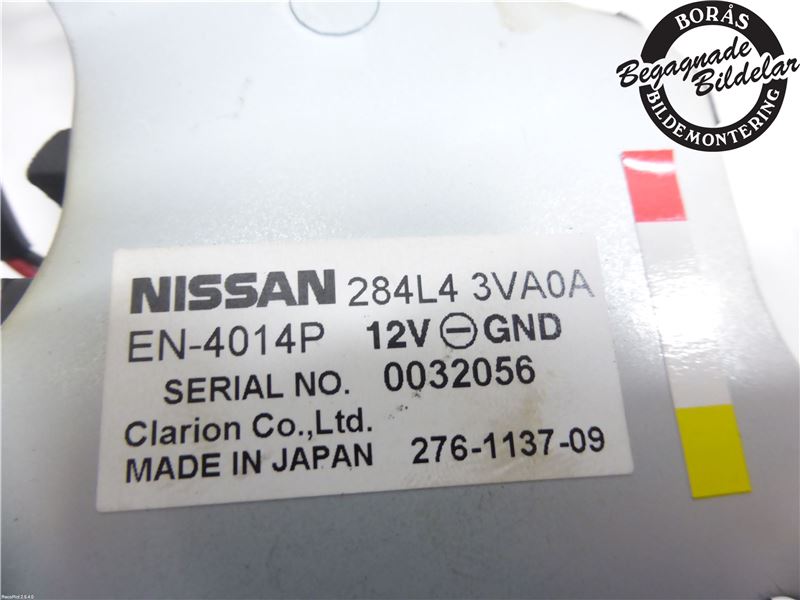 BORÅS
Begagnade
Bildelar
BILDEMONTERING
NISSAN 284L4 3VA0A
EN-4014P 12V ⊖ GND
SERIAL NO. 0032056
Clarion Co.,Ltd.
MADE IN JAPAN 276-1137-09